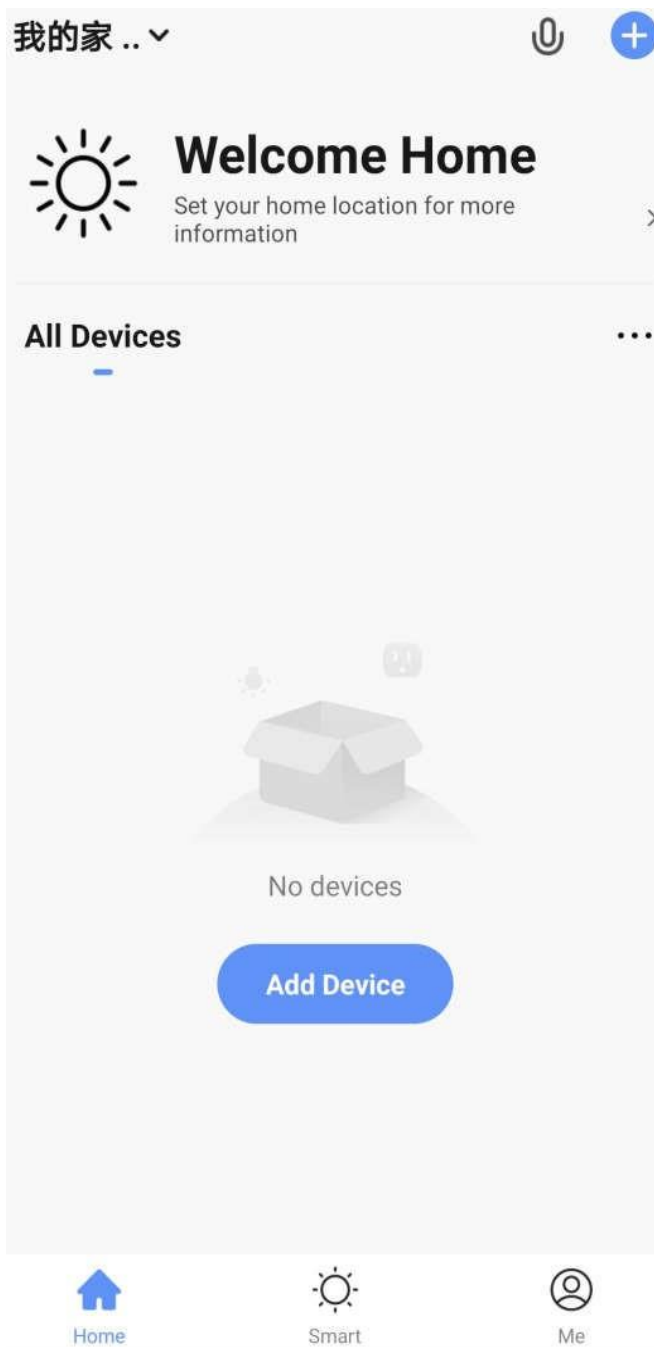 我的家 ..
Welcome Home
Set your home location for more
information
All Devices
No devices
Add Device
Home
Smart
Me